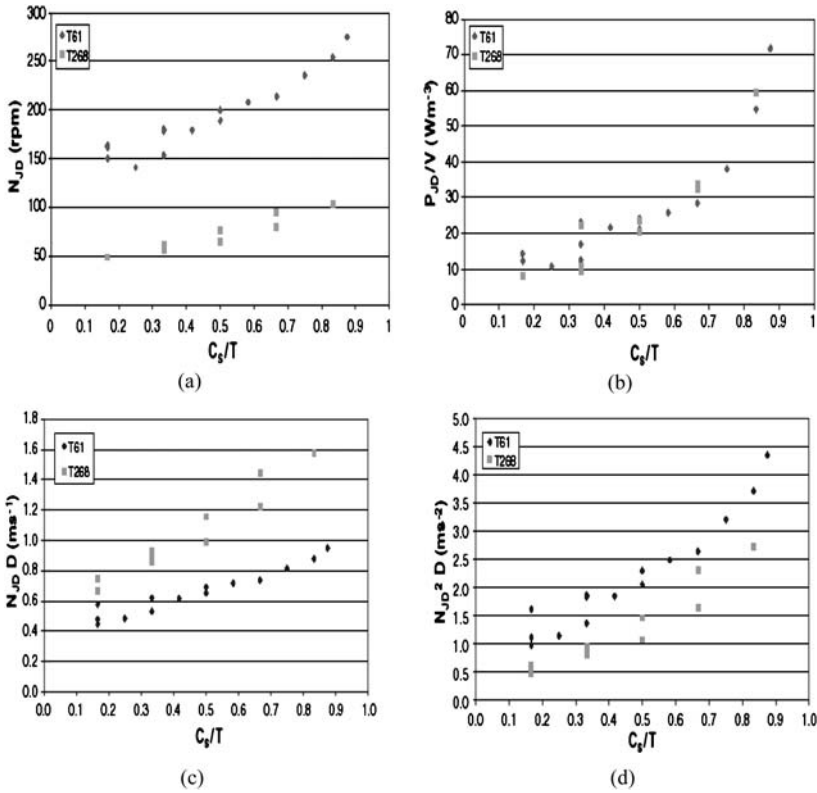 300
250
200
150
100
50
0
N_JD (rpm)
T61
T268
0 0.1 0.2 0.3 0.4 0.5 0.6 0.7 0.8 0.9 1
C_S/T
(a)
80
70
60
50
40
30
20
10
0
P_JD/V (Wm⁻³)
T61
T268
0 0.1 0.2 0.3 0.4 0.5 0.6 0.7 0.8 0.9 1
C_S/T
(b)
1.8
1.6
1.4
1.2
1.0
0.8
0.6
0.4
0.2
0.0
N_JD D (ms⁻¹)
T61
T268
0.0 0.1 0.2 0.3 0.4 0.5 0.6 0.7 0.8 0.9 1.0
C_S/T
(c)
5.0
4.5
4.0
3.5
3.0
2.5
2.0
1.5
1.0
0.5
0.0
N_JD² D (ms⁻²)
T61
T268
0.0 0.1 0.2 0.3 0.4 0.5 0.6 0.7 0.8 0.9 1.0
C_S/T
(d)